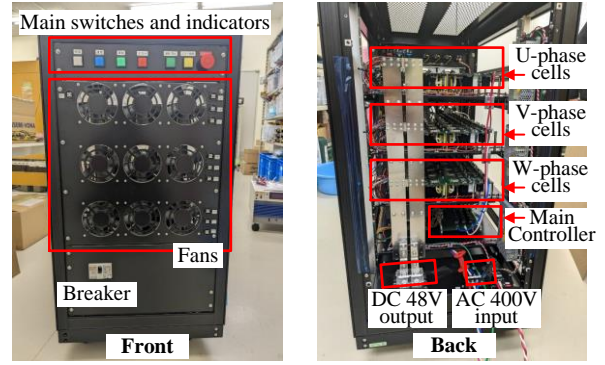 Main switches and indicators
Fans
Breaker
Front
U-phase
cells
V-phase
cells
W-phase
cells
Main
Controller
DC 48V
output
AC 400V
input
Back